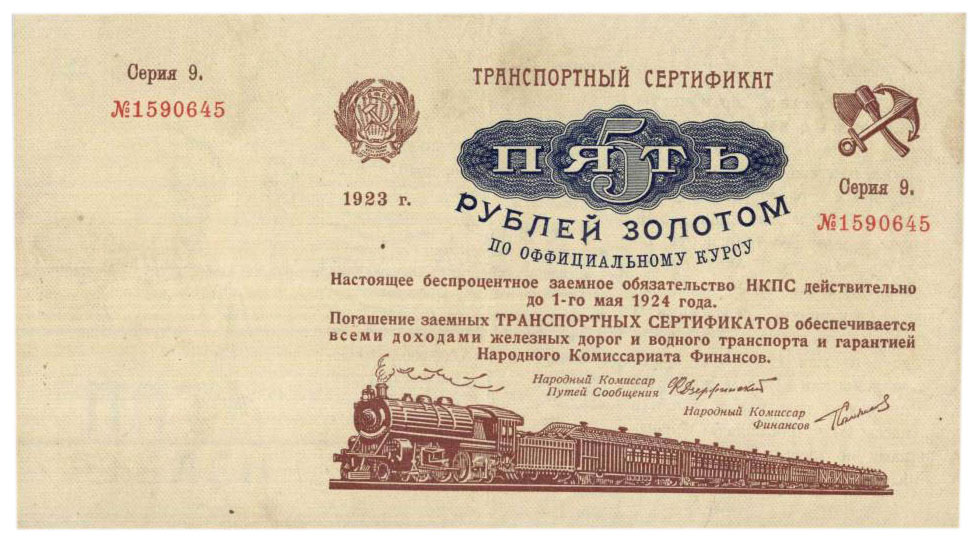 Серия 9.
№1590645
ТРАНСПОРТНЫЙ СЕРТИФИКАТ
5
ПЯТЬ
1923 г.
РУБЛЕЙ ЗОЛОТОМ
ПО ОФФИЦИАЛЬНОМУ КУРСУ
Серия 9.
№1590645
Настоящее беспроцентное заемное обязательство НКПС действительно
до 1-го мая 1924 года.
Погашение заемных ТРАНСПОРТНЫХ СЕРТИФИКАТОВ обеспечивается
всеми доходами железных дорог и водного транспорта и гарантией
Народного Комиссариата Финансов.
Народный Комиссар
Путей Сообщения
Народный Комиссар
Финансов